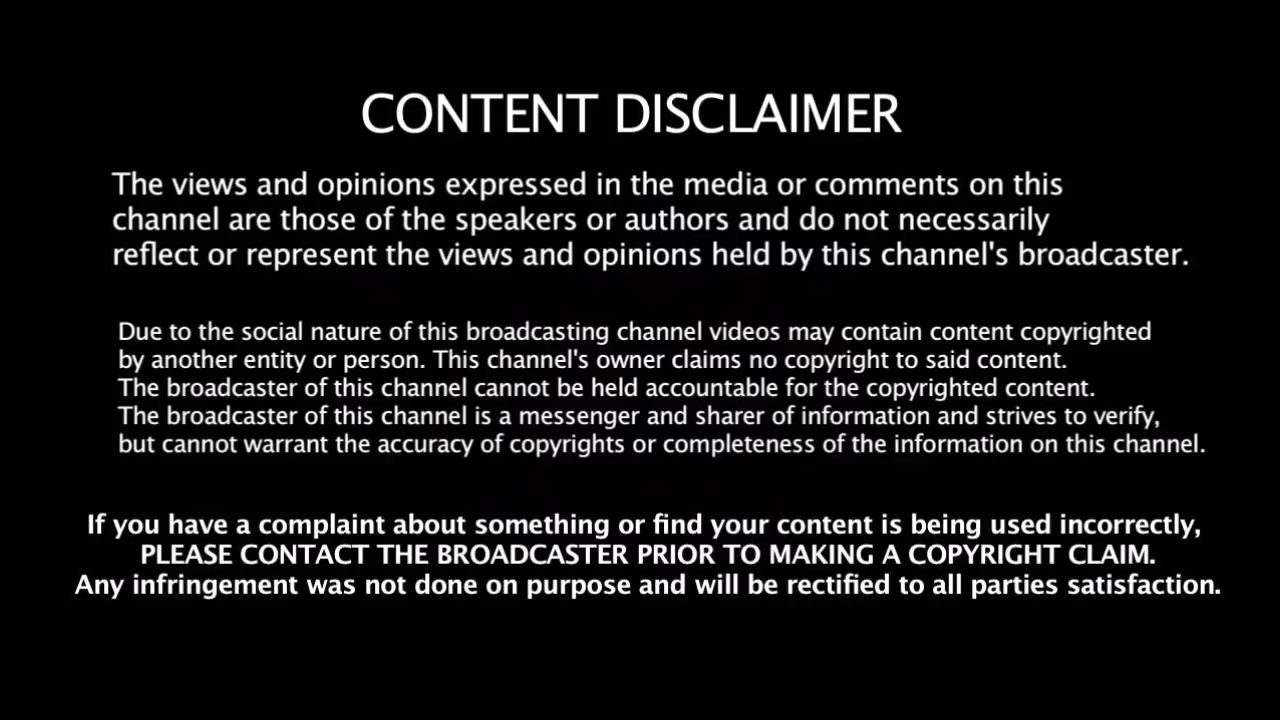 CONTENT DISCLAIMER
The views and opinions expressed in the media or comments on this
channel are those of the speakers or authors and do not necessarily
reflect or represent the views and opinions held by this channel's broadcaster.
Due to the social nature of this broadcasting channel videos may contain content copyrighted
by another entity or person. This channel's owner claims no copyright to said content.
The broadcaster of this channel cannot be held accountable for the copyrighted content.
The broadcaster of this channel is a messenger and sharer of information and strives to verify,
but cannot warrant the accuracy of copyrights or completeness of the information on this channel.
If you have a complaint about something or find your content is being used incorrectly,
PLEASE CONTACT THE BROADCASTER PRIOR TO MAKING A COPYRIGHT CLAIM.
Any infringement was not done on purpose and will be rectified to all parties satisfaction.